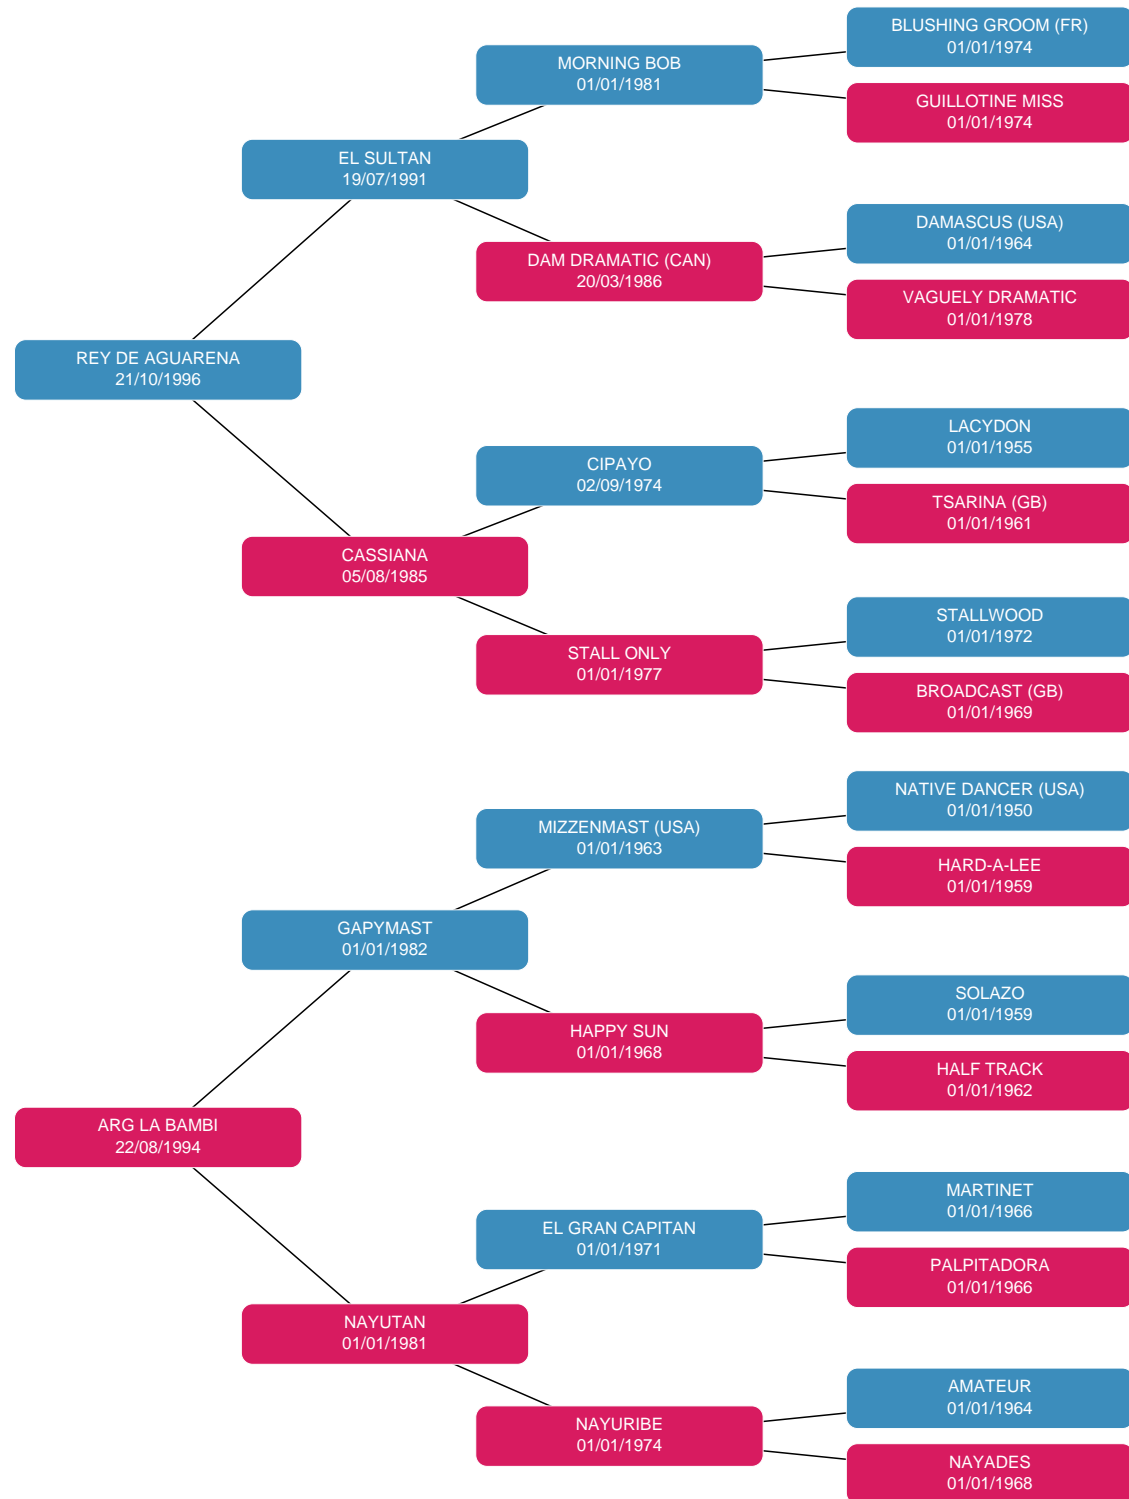 BLUSHING GROOM (FR)
01/01/1974
MORNING BOB
01/01/1981
GUILLOTINE MISS
01/01/1974
EL SULTAN
19/07/1991
DAMASCUS (USA)
01/01/1964
DAM DRAMATIC (CAN)
20/03/1986
VAGUELY DRAMATIC
01/01/1978
REY DE AGUARENA
21/10/1996
LACYDON
01/01/1955
CIPAYO
02/09/1974
TSARINA (GB)
01/01/1961
CASSIANA
05/08/1985
STALLWOOD
01/01/1972
STALL ONLY
01/01/1977
BROADCAST (GB)
01/01/1969
NATIVE DANCER (USA)
01/01/1950
MIZZENMAST (USA)
01/01/1963
HARD-A-LEE
01/01/1959
GAPYMAST
01/01/1982
SOLAZO
01/01/1959
HAPPY SUN
01/01/1968
HALF TRACK
01/01/1962
ARG LA BAMBI
22/08/1994
MARTINET
01/01/1966
EL GRAN CAPITAN
01/01/1971
PALPITADORA
01/01/1966
NAYUTAN
01/01/1981
AMATEUR
01/01/1964
NAYURIBE
01/01/1974
NAYADES
01/01/1968